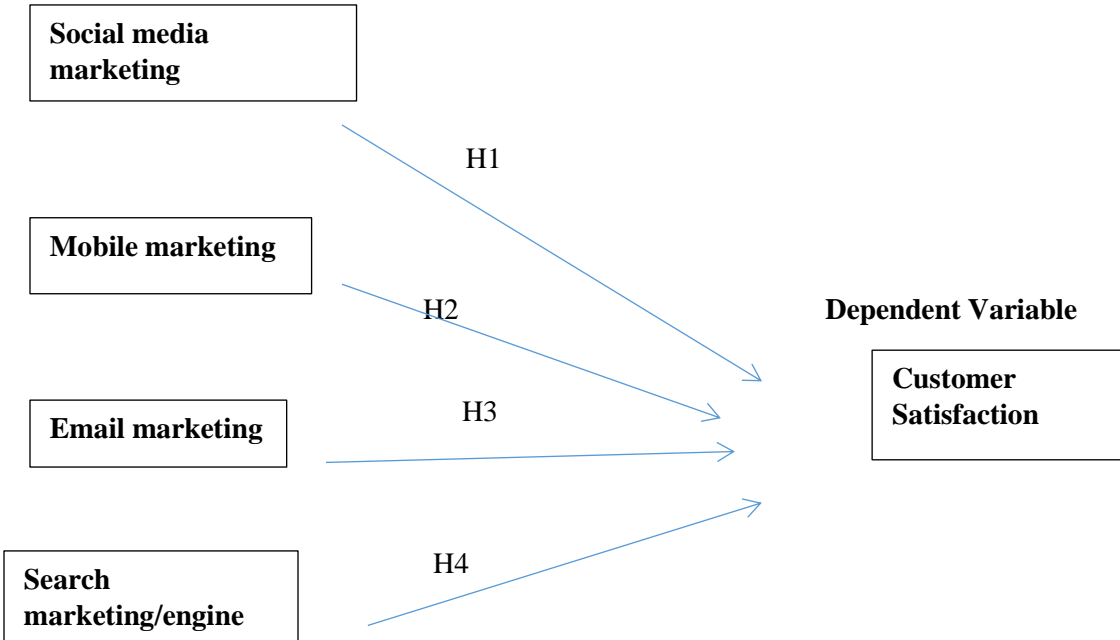 Social media
marketing
H1
Mobile marketing
H2
Dependent Variable
Customer
Satisfaction
Email marketing
H3
Search
marketing/engine
H4